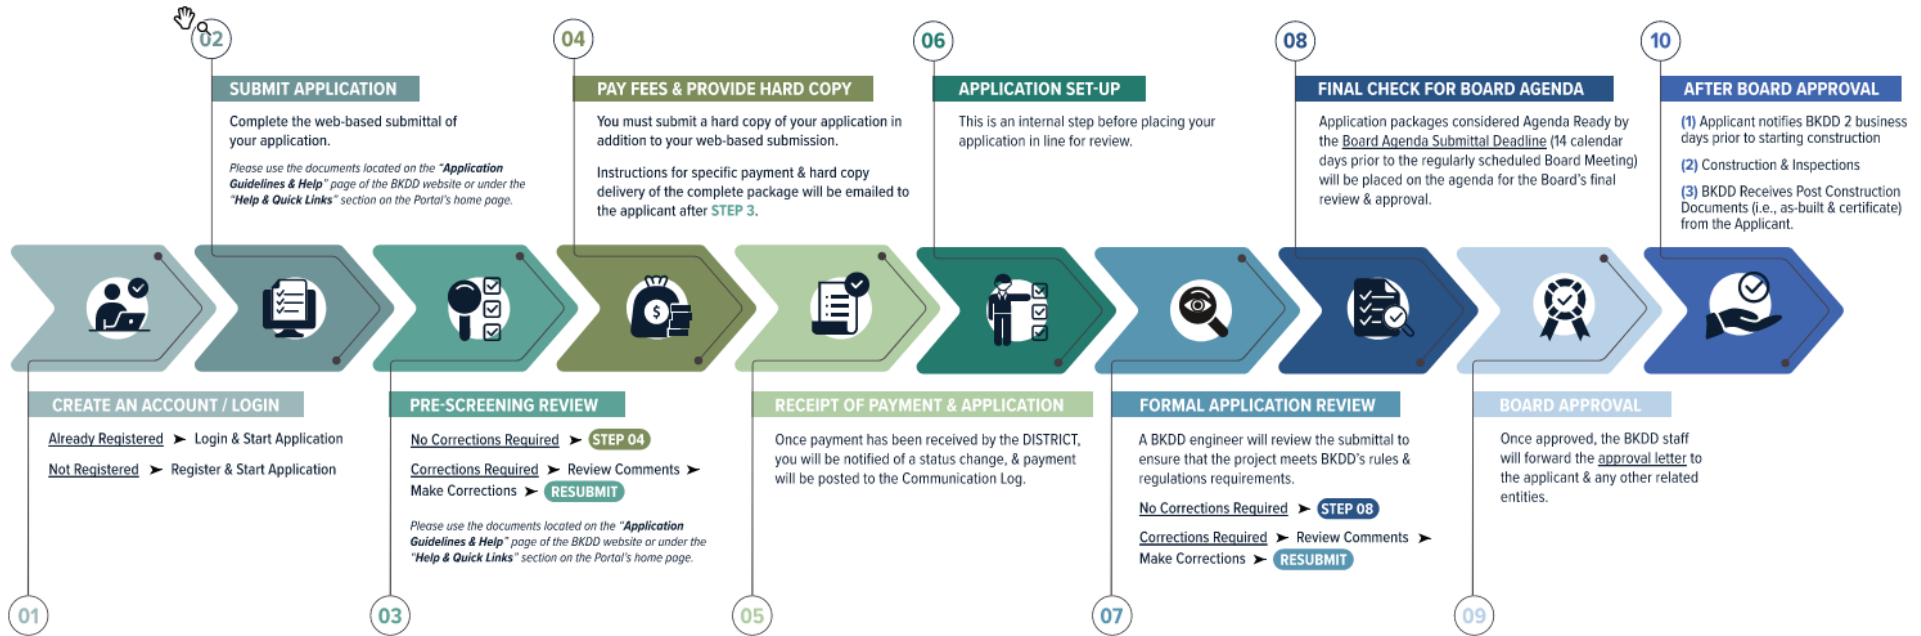 01
CREATE AN ACCOUNT / LOGIN
Already Registered ➤ Login & Start Application
Not Registered ➤ Register & Start Application
02
SUBMIT APPLICATION
Complete the web-based submittal of
your application.
Please use the documents located on the "Application
Guidelines & Help" page of the BKDD website or under the
"Help & Quick Links" section on the Portal's home page.
03
PRE-SCREENING REVIEW
No Corrections Required ➤ STEP 04
Corrections Required ➤ Review Comments ➤
Make Corrections ➤ RESUBMIT
Please use the documents located on the "Application
Guidelines & Help" page of the BKDD website or under the
"Help & Quick Links" section on the Portal's home page.
04
PAY FEES & PROVIDE HARD COPY
You must submit a hard copy of your application in
addition to your web-based submission.
Instructions for specific payment & hard copy
delivery of the complete package will be emailed to
the applicant after STEP 3.
$
05
RECEIPT OF PAYMENT & APPLICATION
Once payment has been received by the DISTRICT,
you will be notified of a status change, & payment
will be posted to the Communication Log.
06
APPLICATION SET-UP
This is an internal step before placing your
application in line for review.
07
FORMAL APPLICATION REVIEW
A BKDD engineer will review the submittal to
ensure that the project meets BKDD's rules &
regulations requirements.
No Corrections Required ➤ STEP 08
Corrections Required ➤ Review Comments ➤
Make Corrections ➤ RESUBMIT
08
FINAL CHECK FOR BOARD AGENDA
Application packages considered Agenda Ready by
the Board Agenda Submittal Deadline (14 calendar
days prior to the regularly scheduled Board Meeting)
will be placed on the agenda for the Board's final
review & approval.
09
BOARD APPROVAL
Once approved, the BKDD staff
will forward the approval letter to
the applicant & any other related
entities.
10
AFTER BOARD APPROVAL
(1) Applicant notifies BKDD 2 business
days prior to starting construction
(2) Construction & Inspections
(3) BKDD Receives Post Construction
Documents (i.e., as-built & certificate)
from the Applicant.